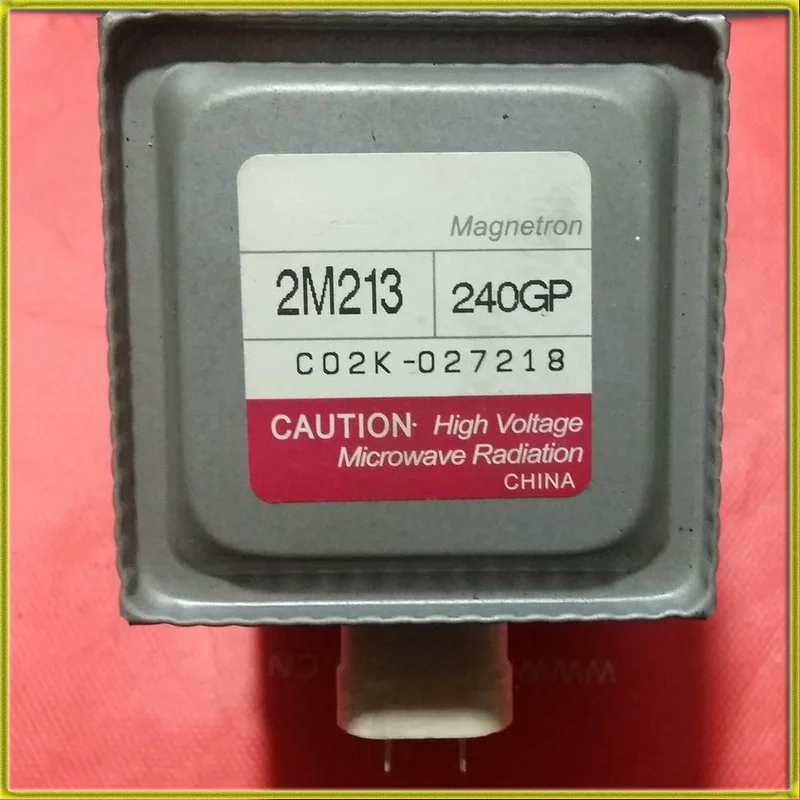 Magnetron
2M213 240GP
C02K-027218
CAUTION· High Voltage
Microwave Radiation
CHINA